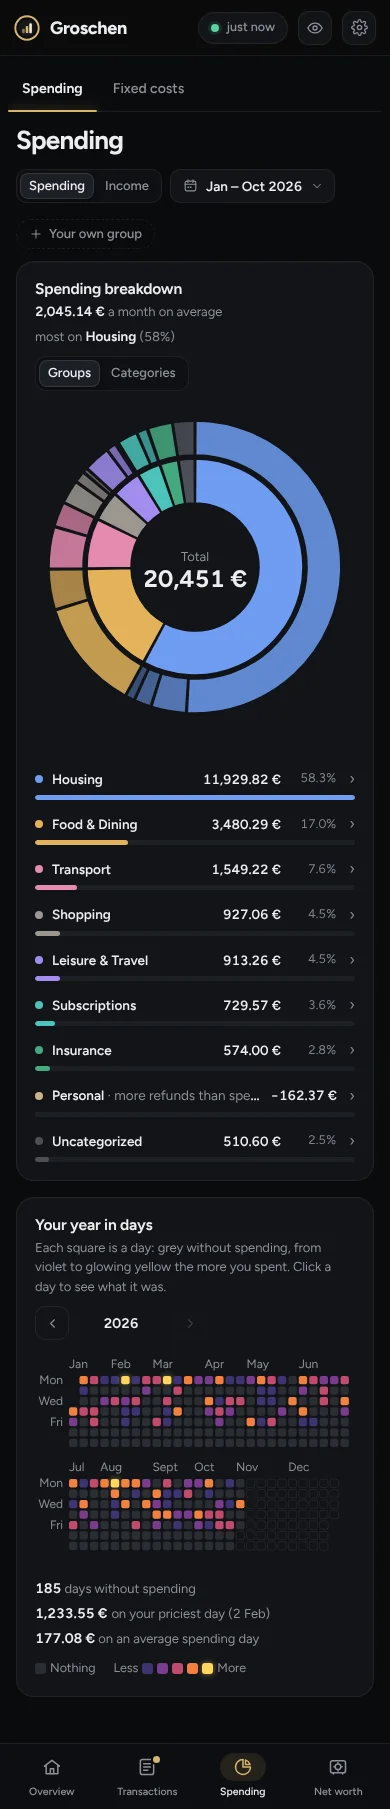 Groschen
just now
Spending
Fixed costs
Spending
Spending
Income
Jan – Oct 2026
+ Your own group
Spending breakdown
2,045.14 € a month on average
most on Housing (58%)
Groups
Categories
Total
20,451 €
Housing 11,929.82 € 58.3% ›
Food & Dining 3,480.29 € 17.0% ›
Transport 1,549.22 € 7.6% ›
Shopping 927.06 € 4.5% ›
Leisure & Travel 913.26 € 4.5% ›
Subscriptions 729.57 € 3.6% ›
Insurance 574.00 € 2.8% ›
Personal · more refunds than spe... −162.37 € ›
Uncategorized 510.60 € 2.5% ›
Your year in days
Each square is a day: grey without spending, from
violet to glowing yellow the more you spent. Click a
day to see what it was.
2026
Jan Feb Mar Apr May Jun
Mon
Wed
Fri
Jul Aug Sept Oct Nov Dec
Mon
Wed
Fri
185 days without spending
1,233.55 € on your priciest day (2 Feb)
177.08 € on an average spending day
Nothing Less More
Overview
Transactions
Spending
Net worth